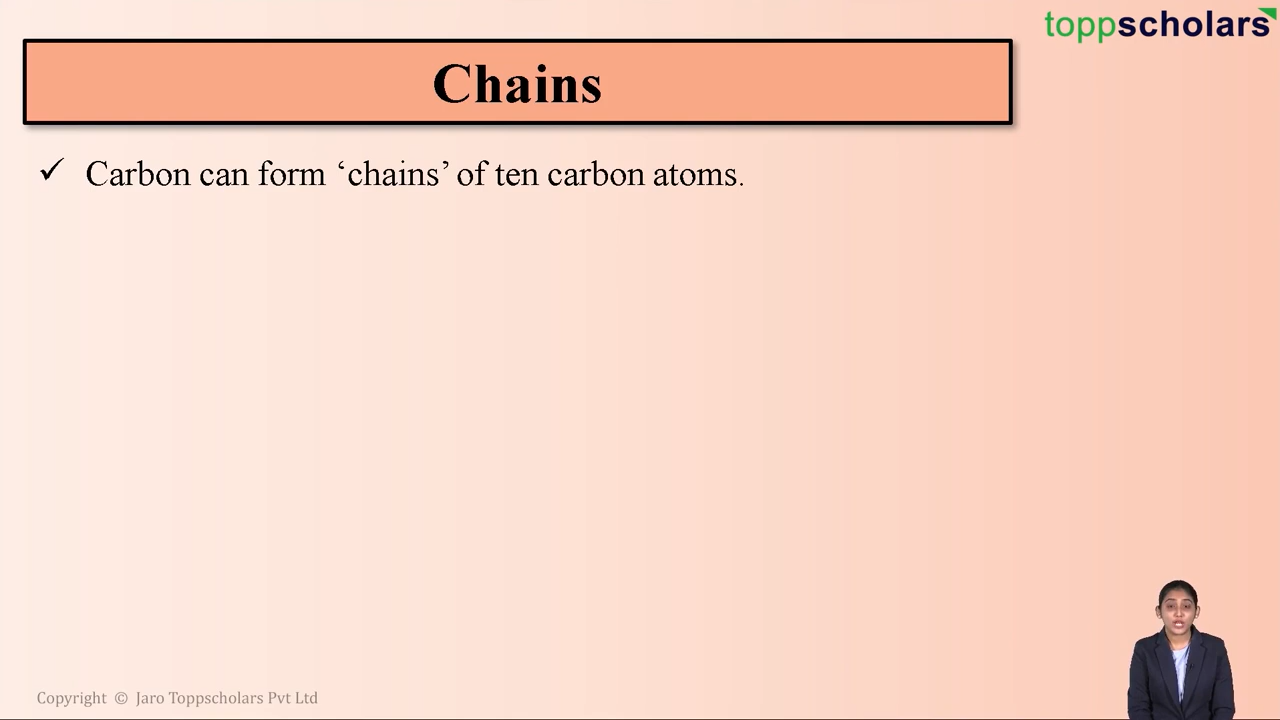 toppscholars
Chains
✓ Carbon can form ‘chains’ of ten carbon atoms.
Copyright © Jaro Toppscholars Pvt Ltd